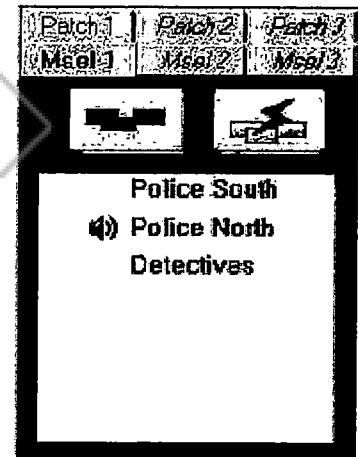 Patch 1 Patch 2 Patch 3
Msel 1 Msel 2 Msel 3
Police South
Police North
Detectives